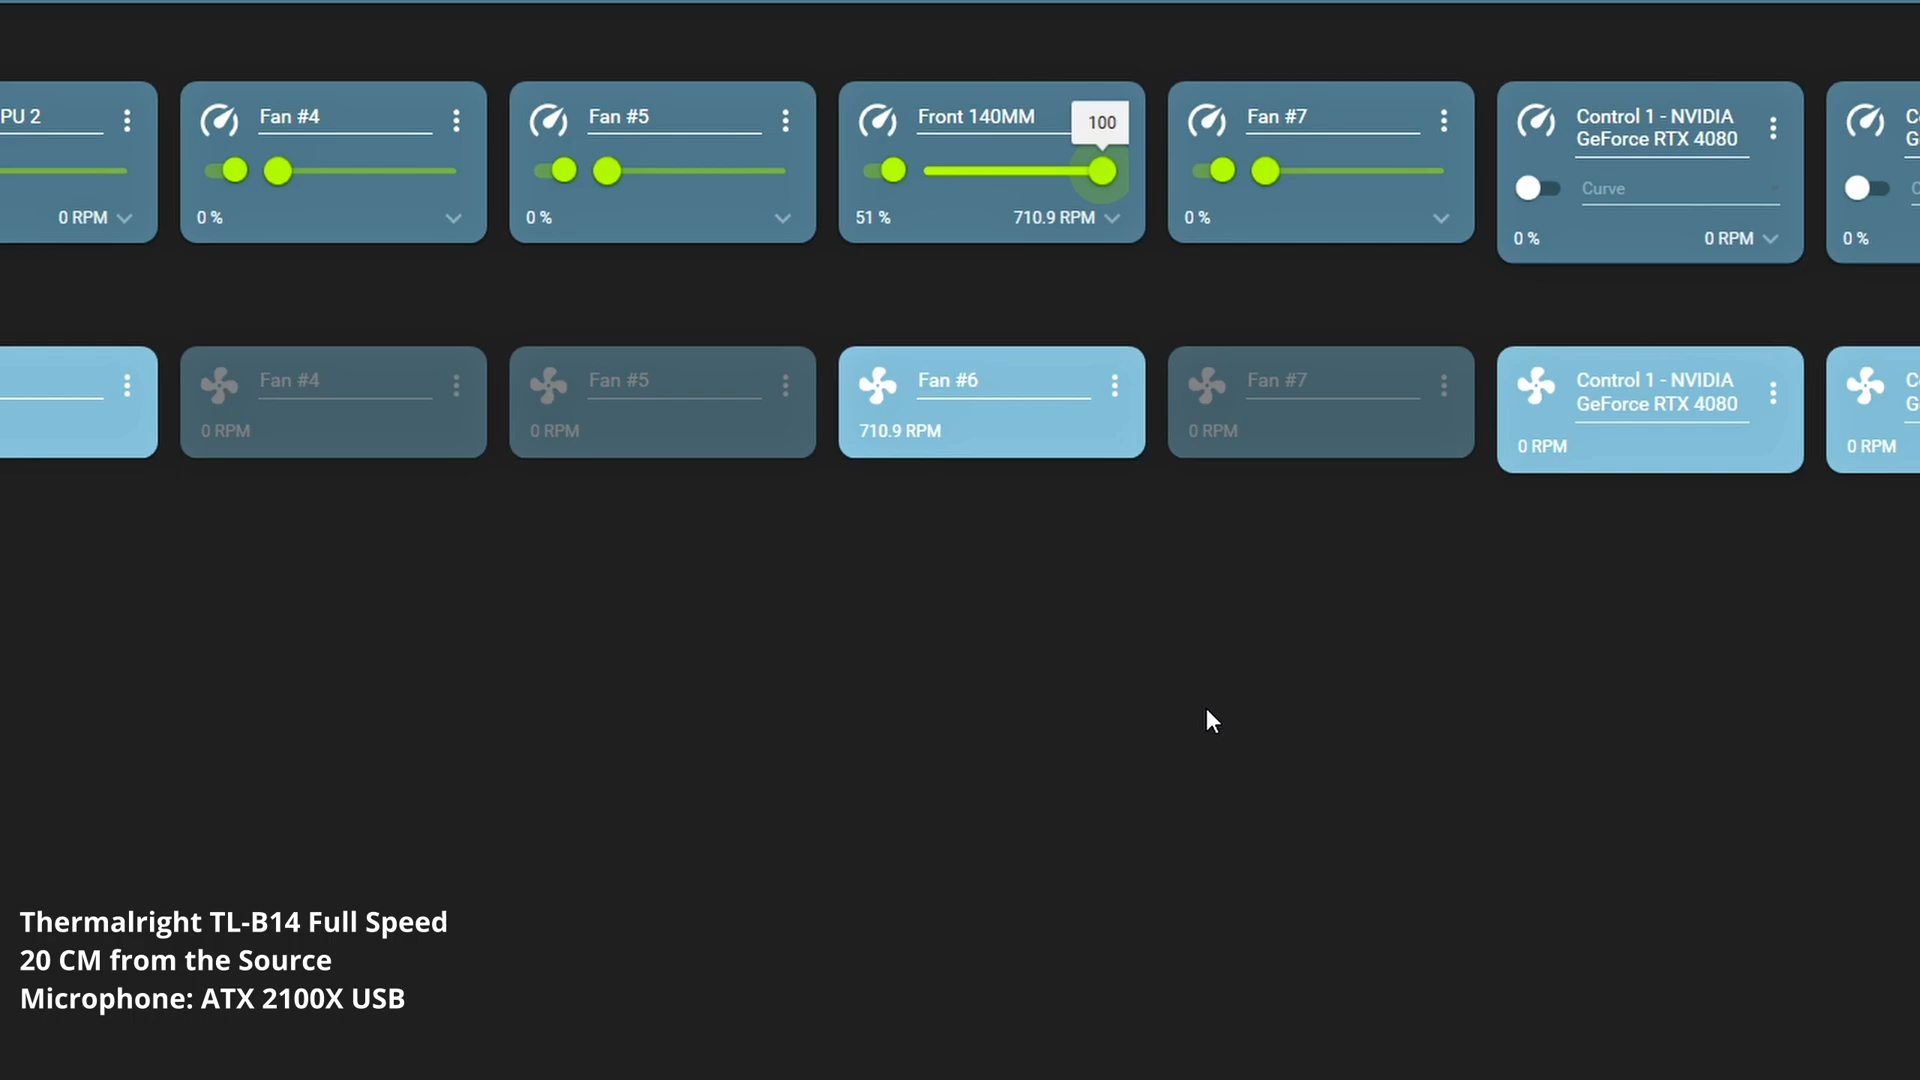 PU 2
0 RPM
Fan #4
0 %
Fan #5
0 %
Front 140MM
100
51 %
710.9 RPM
Fan #7
0 %
Control 1 - NVIDIA
GeForce RTX 4080
Curve
0 %
0 RPM
0 %
Fan #4
0 RPM
Fan #5
0 RPM
Fan #6
710.9 RPM
Fan #7
0 RPM
Control 1 - NVIDIA
GeForce RTX 4080
0 RPM
0 RPM
Thermalright TL-B14 Full Speed
20 CM from the Source
Microphone: ATX 2100X USB